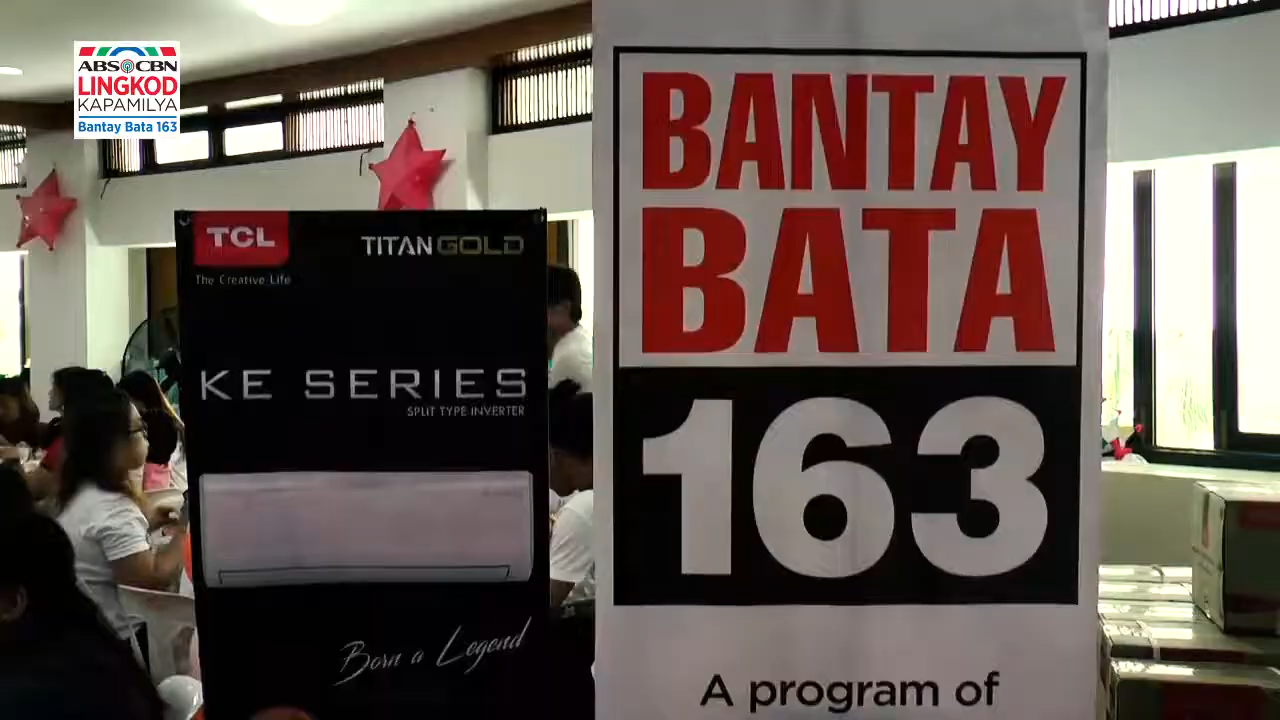 ABS-CBN
LINGKOD
KAPAMILYA
Bantay Bata 163
TCL
The Creative Life
TITAN GOLD
KE SERIES
SPLIT TYPE INVERTER
Born a Legend
BANTAY
BATA
163
A program of